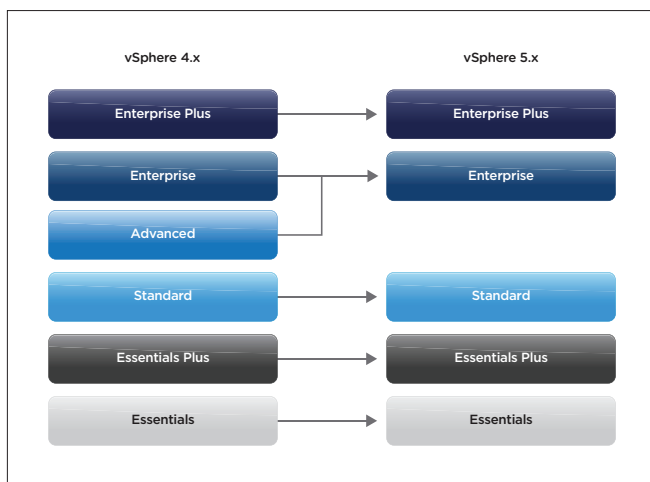 vSphere 4.x
vSphere 5.x
Enterprise Plus
Enterprise Plus
Enterprise
Enterprise
Advanced
Standard
Standard
Essentials Plus
Essentials Plus
Essentials
Essentials